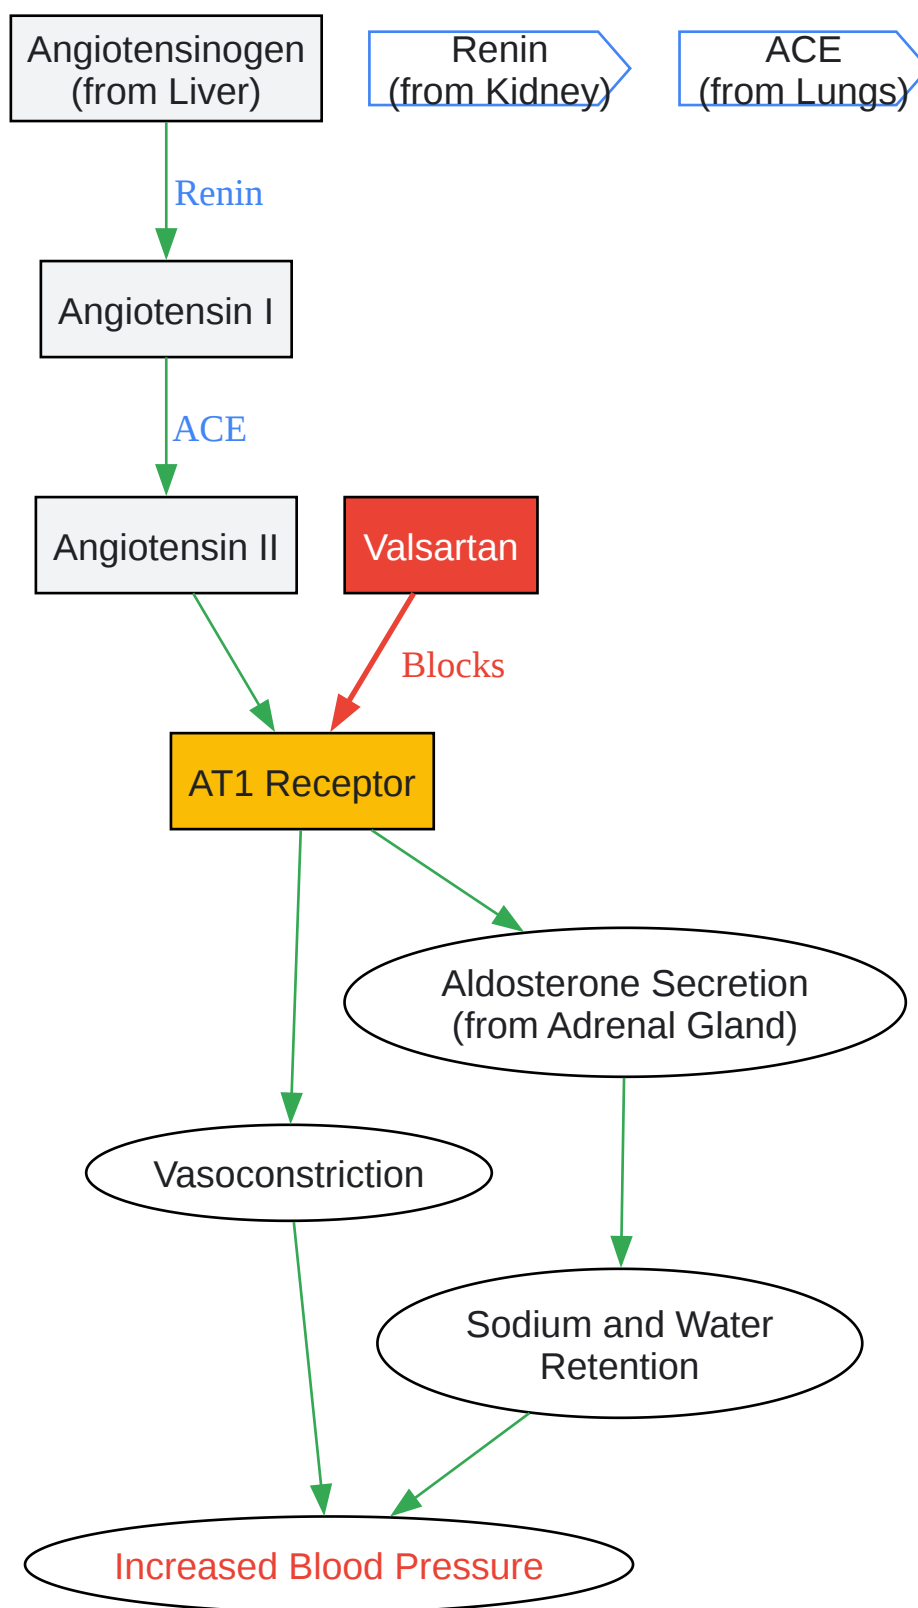 Angiotensinogen
(from Liver)
Renin
(from Kidney)
ACE
(from Lungs)
Renin
Angiotensin I
ACE
Angiotensin II
Valsartan
Blocks
AT1 Receptor
Aldosterone Secretion
(from Adrenal Gland)
Vasoconstriction
Sodium and Water
Retention
Increased Blood Pressure